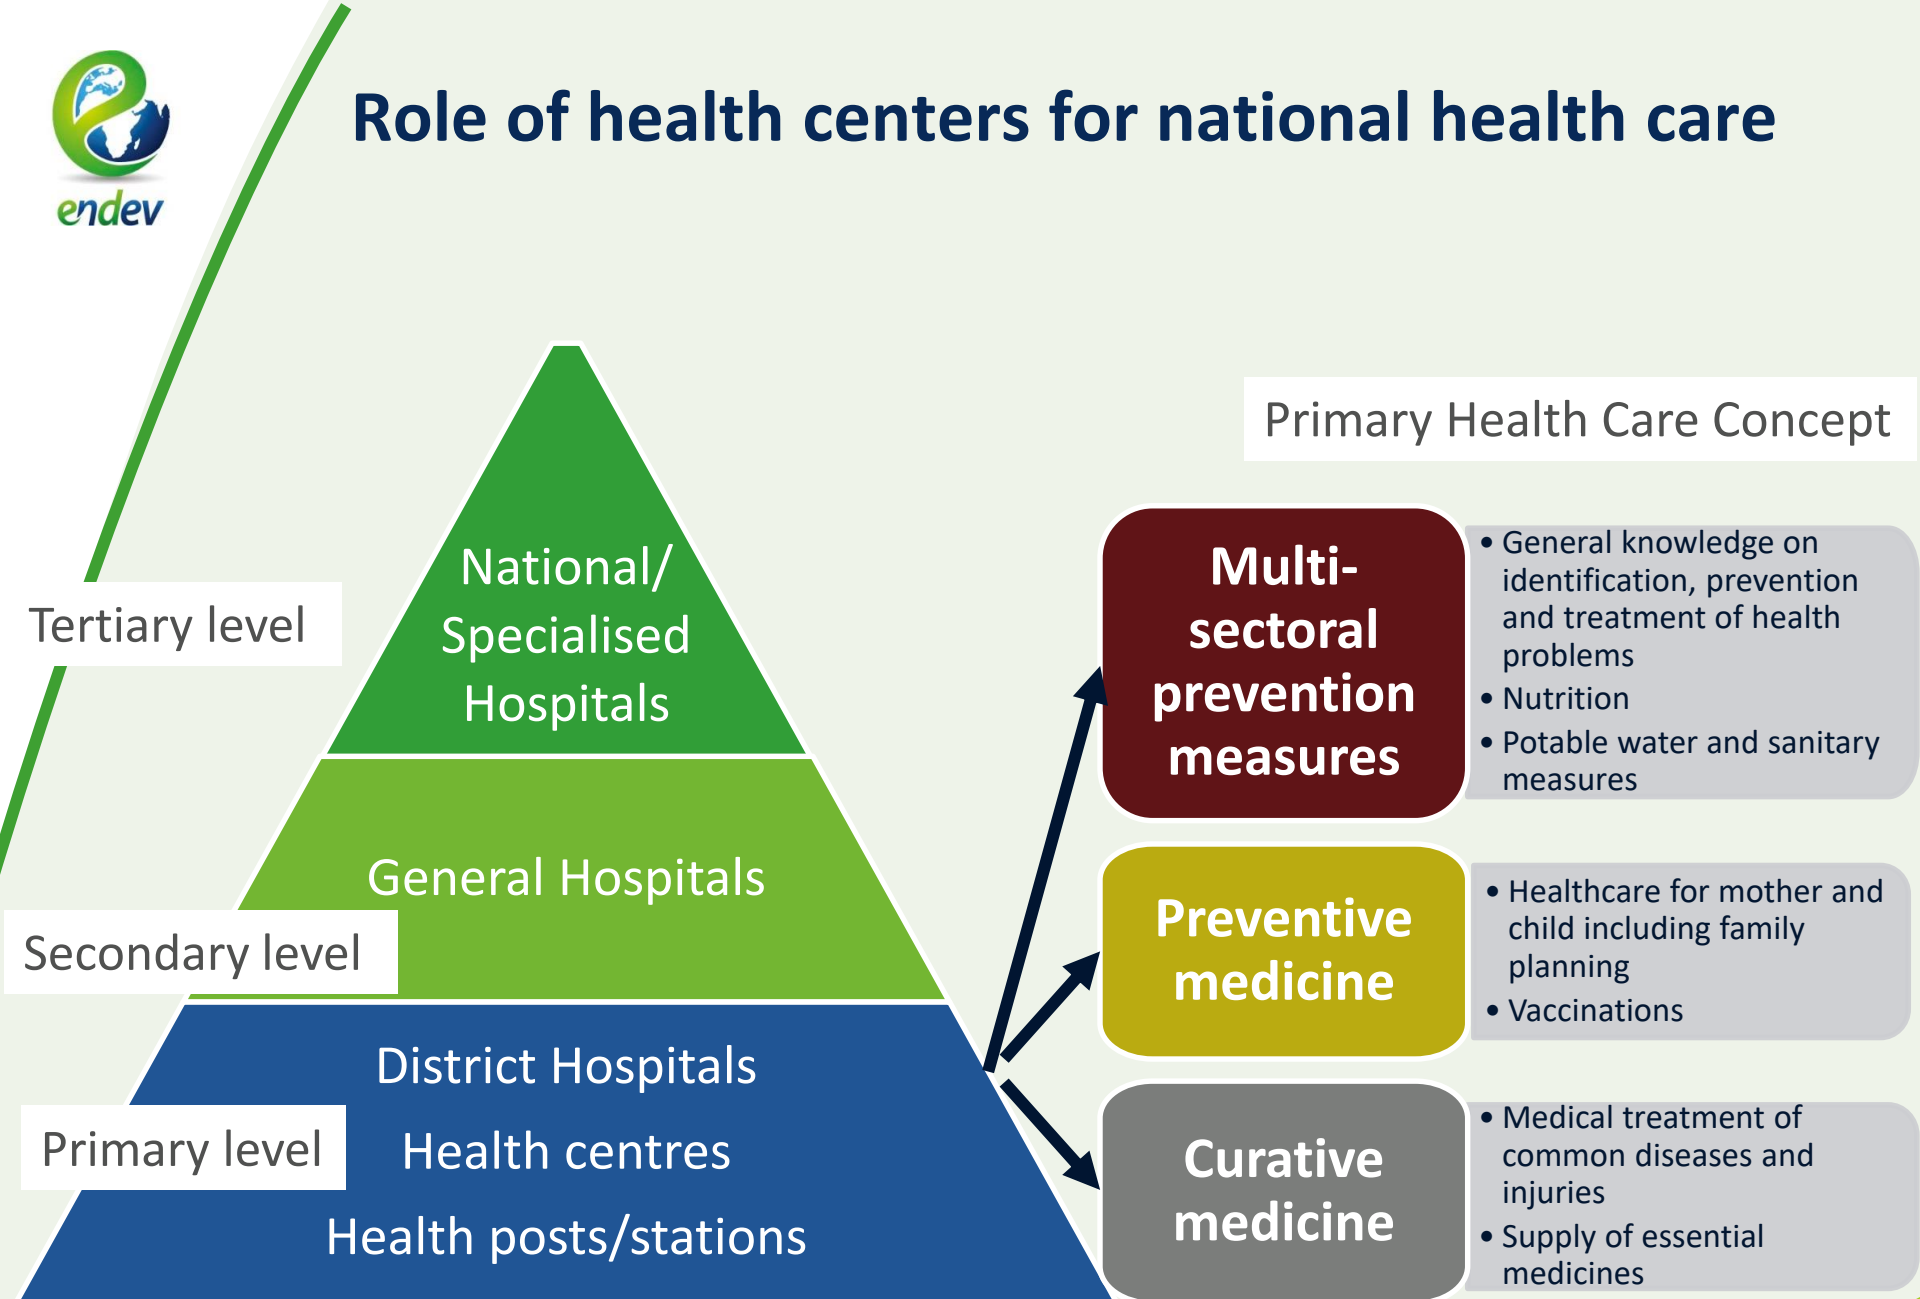 endev
Role of health centers for national health care
Tertiary level
National/
Specialised
Hospitals
Secondary level
General Hospitals
Primary level
District Hospitals
Health centres
Health posts/stations
Primary Health Care Concept
Multi-
sectoral
prevention
measures
• General knowledge on
identification, prevention
and treatment of health
problems
• Nutrition
• Potable water and sanitary
measures
Preventive
medicine
• Healthcare for mother and
child including family
planning
• Vaccinations
Curative
medicine
• Medical treatment of
common diseases and
injuries
• Supply of essential
medicines